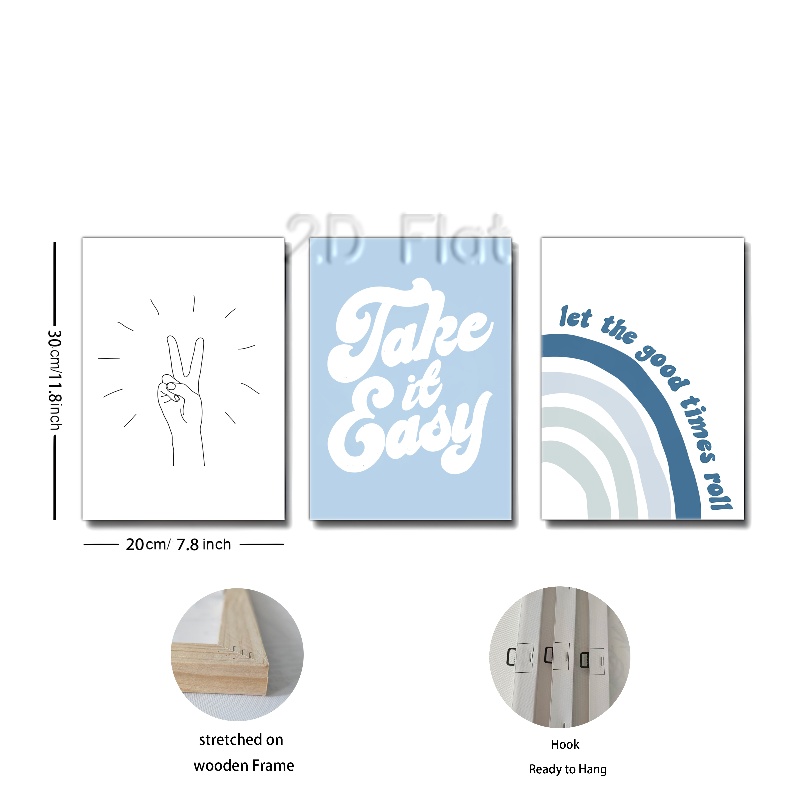 2D Flat
30cm/11.8inch
Take
it
Easy
let the good times roll
20cm/ 7.8 inch
stretched on
wooden Frame
Hook
Ready to Hang